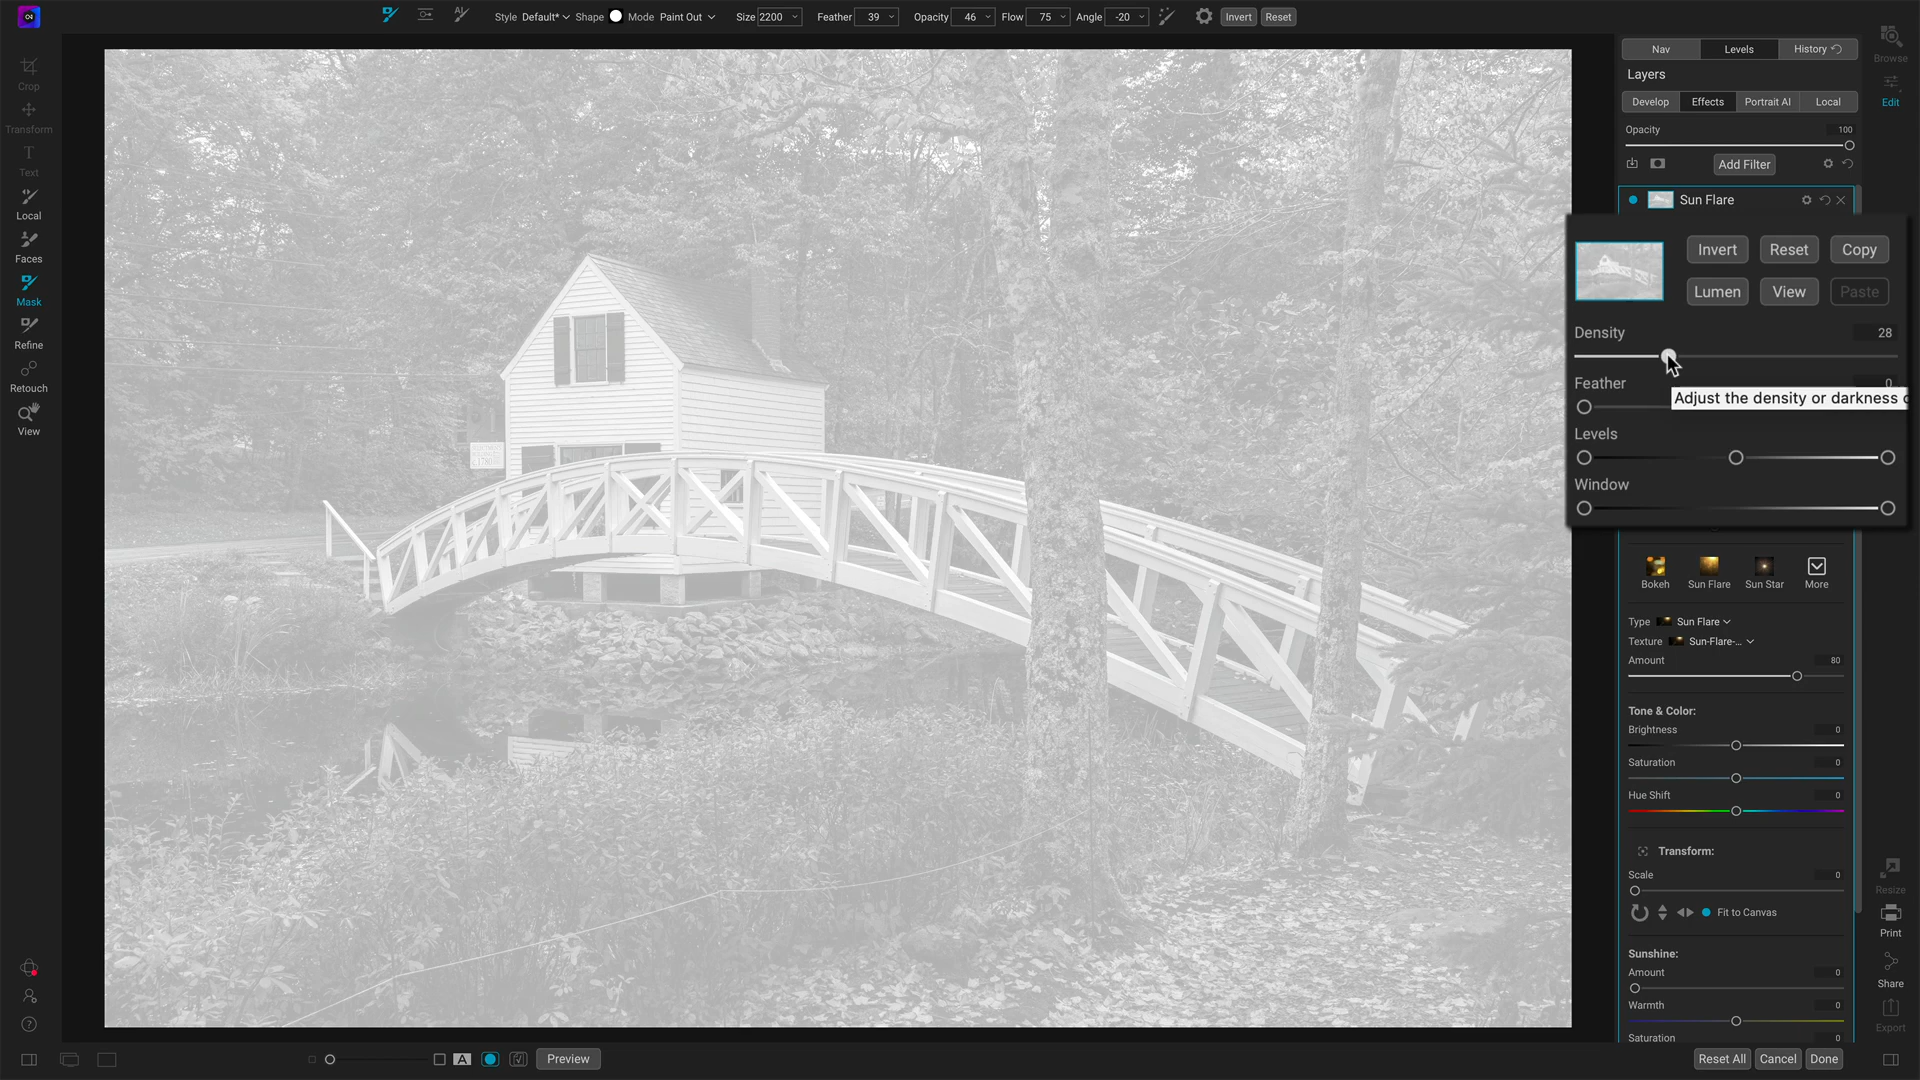 Style Default* Shape Mode Paint Out Size 2200 Feather 39 Opacity 46 Flow 75 Angle -20 Invert Reset
Crop
Transform
Text
Local
Faces
Mask
Refine
Retouch
View
Nav Levels History
Layers
Develop Effects Portrait AI Local
Opacity 100
Add Filter
Sun Flare
Invert Reset Copy
Lumen View Paste
Density 28
Feather 0
Adjust the density or darkness
Levels
Window
Bokeh Sun Flare Sun Star More
Type Sun Flare
Texture Sun-Flare-...
Amount 80
Tone & Color:
Brightness 0
Saturation 0
Hue Shift 0
Transform:
Scale 0
Fit to Canvas
Sunshine:
Amount 0
Warmth 0
Saturation 0
Browse
Edit
Resize
Print
Share
Export
A Preview
Reset All Cancel Done